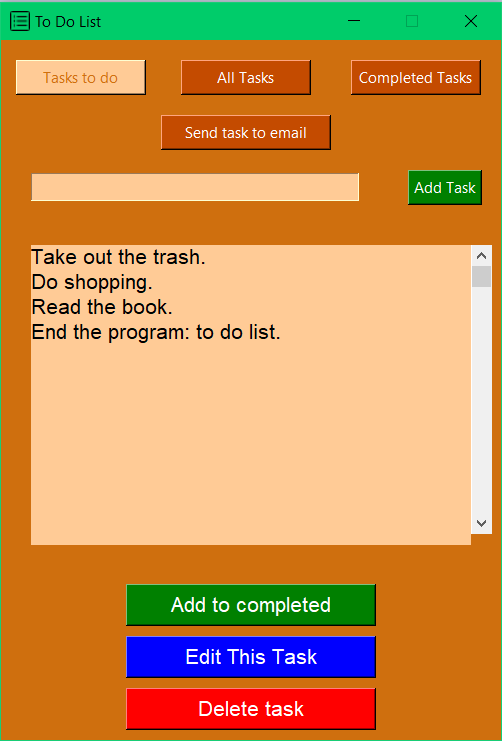 To Do List
Tasks to do
All Tasks
Completed Tasks
Send task to email
Add Task
Take out the trash.
Do shopping.
Read the book.
End the program: to do list.
Add to completed
Edit This Task
Delete task